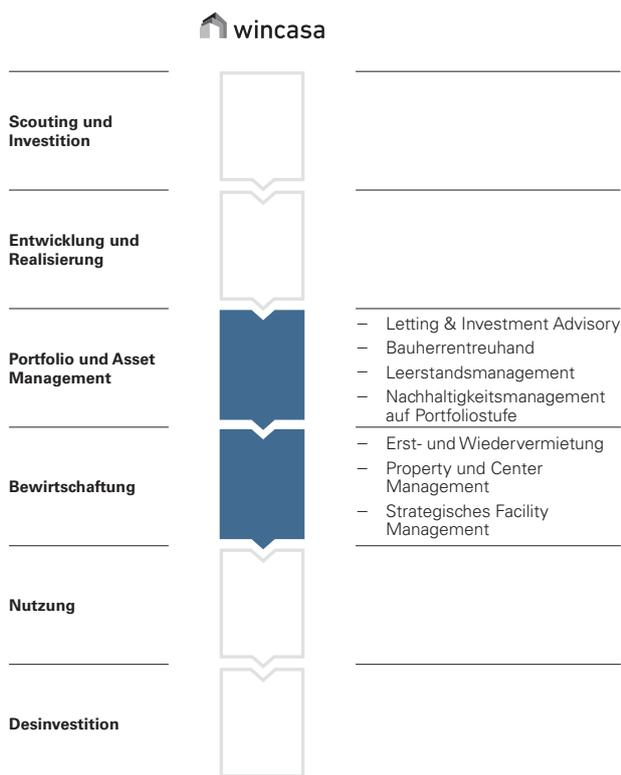 wincasa
Scouting und
Investition
Entwicklung und
Realisierung
Portfolio und Asset
Management
– Letting & Investment Advisory
– Bauherrentreuhand
– Leerstandsmanagement
– Nachhaltigkeitsmanagement
auf Portfoliostufe
Bewirtschaftung
– Erst- und Wiedervermietung
– Property und Center
Management
– Strategisches Facility
Management
Nutzung
Desinvestition